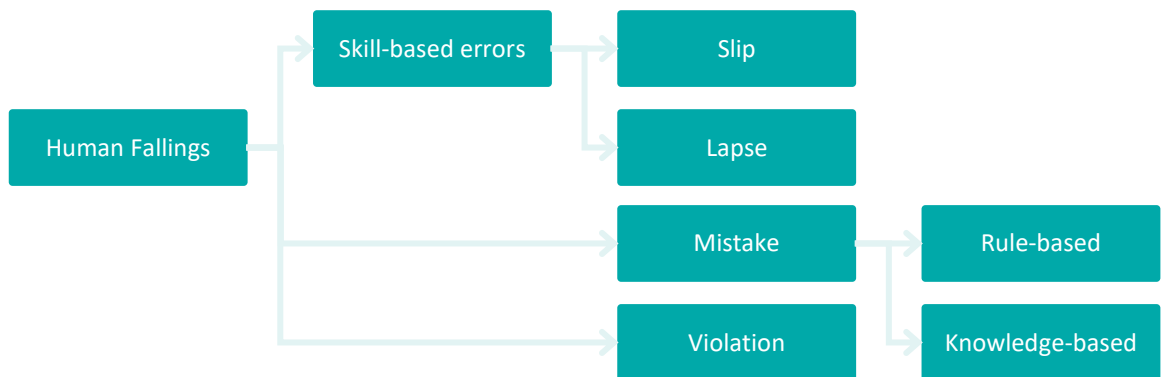 Skill-based errors
Slip
Human Fallings
Lapse
Mistake
Rule-based
Violation
Knowledge-based